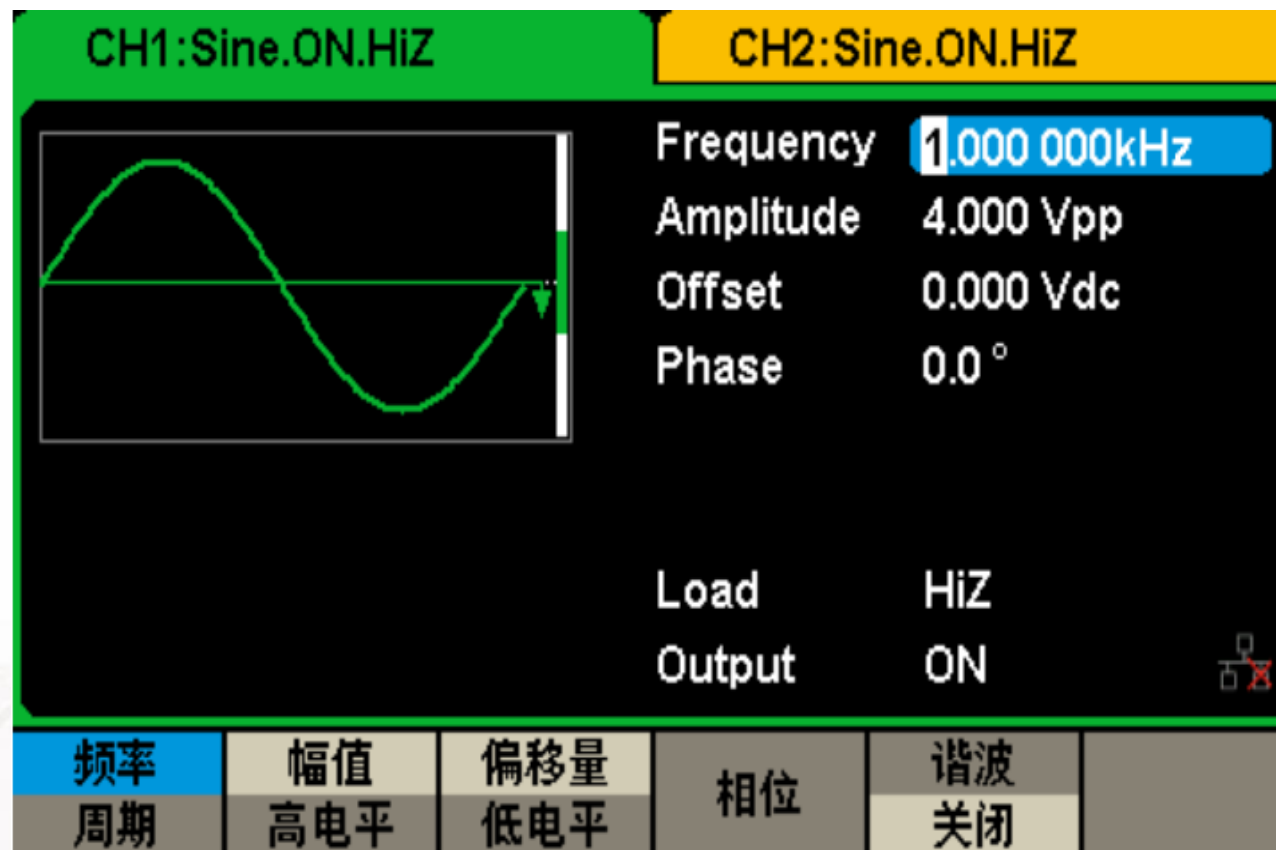 CH1:Sine.ON.HiZ
CH2:Sine.ON.HiZ
Frequency 1.000 000kHz
Amplitude 4.000 Vpp
Offset 0.000 Vdc
Phase 0.0 °
Load HiZ
Output ON
频率 幅值 偏移量 相位 谐波
周期 高电平 低电平 关闭